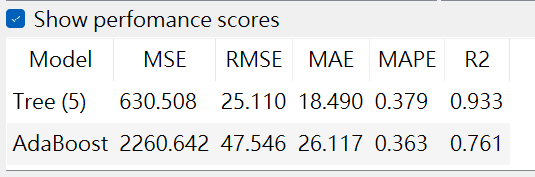 Show perfomance scores
Model MSE RMSE MAE MAPE R2
Tree (5) 630.508 25.110 18.490 0.379 0.933
AdaBoost 2260.642 47.546 26.117 0.363 0.761